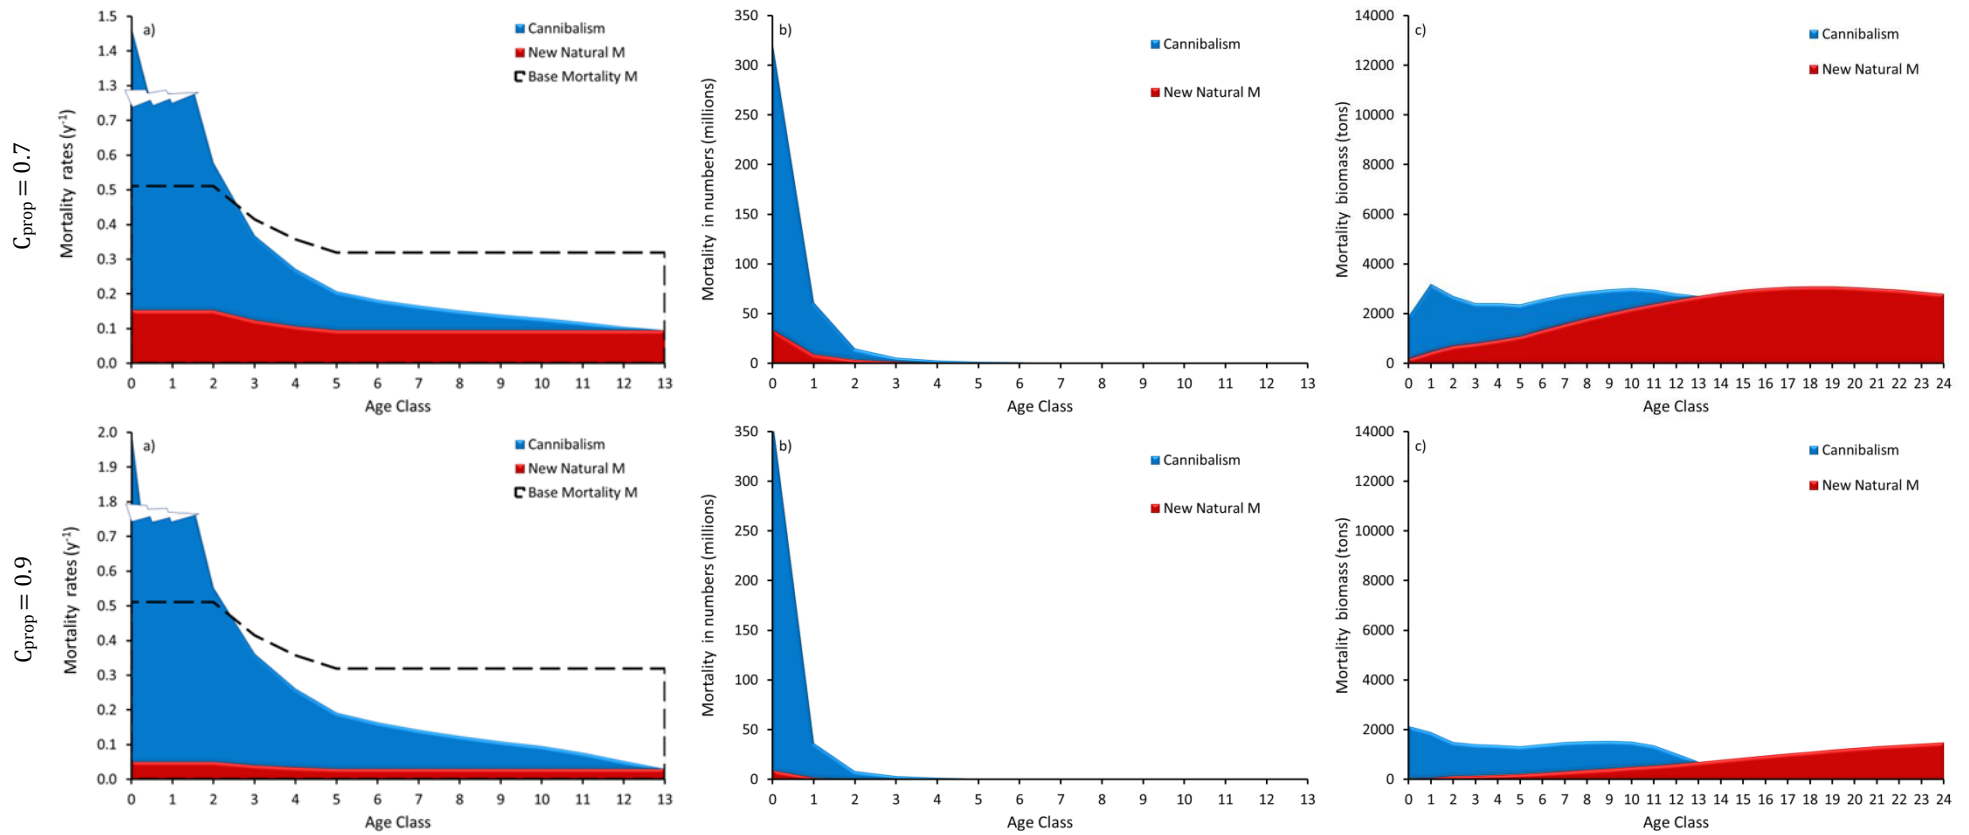 C_prop = 0.7
a)
Cannibalism
New Natural M
Base Mortality M
Mortality rates (y⁻¹)
1.5
1.4
1.3
0.7
0.6
0.5
0.4
0.3
0.2
0.1
0.0
0 1 2 3 4 5 6 7 8 9 10 11 12 13
Age Class
b)
Cannibalism
New Natural M
Mortality in numbers (millions)
350
300
250
200
150
100
50
0
0 1 2 3 4 5 6 7 8 9 10 11 12 13
Age Class
c)
Cannibalism
New Natural M
Mortality biomass (tons)
14000
12000
10000
8000
6000
4000
2000
0
0 1 2 3 4 5 6 7 8 9 10 11 12 13 14 15 16 17 18 19 20 21 22 23 24
Age Class
C_prop = 0.9
a)
Cannibalism
New Natural M
Base Mortality M
Mortality rates (y⁻¹)
2.0
1.9
1.8
0.7
0.6
0.5
0.4
0.3
0.2
0.1
0.0
0 1 2 3 4 5 6 7 8 9 10 11 12 13
Age Class
b)
Cannibalism
New Natural M
Mortality in numbers (millions)
350
300
250
200
150
100
50
0
0 1 2 3 4 5 6 7 8 9 10 11 12 13
Age Class
c)
Cannibalism
New Natural M
Mortality biomass (tons)
14000
12000
10000
8000
6000
4000
2000
0
0 1 2 3 4 5 6 7 8 9 10 11 12 13 14 15 16 17 18 19 20 21 22 23 24
Age Class